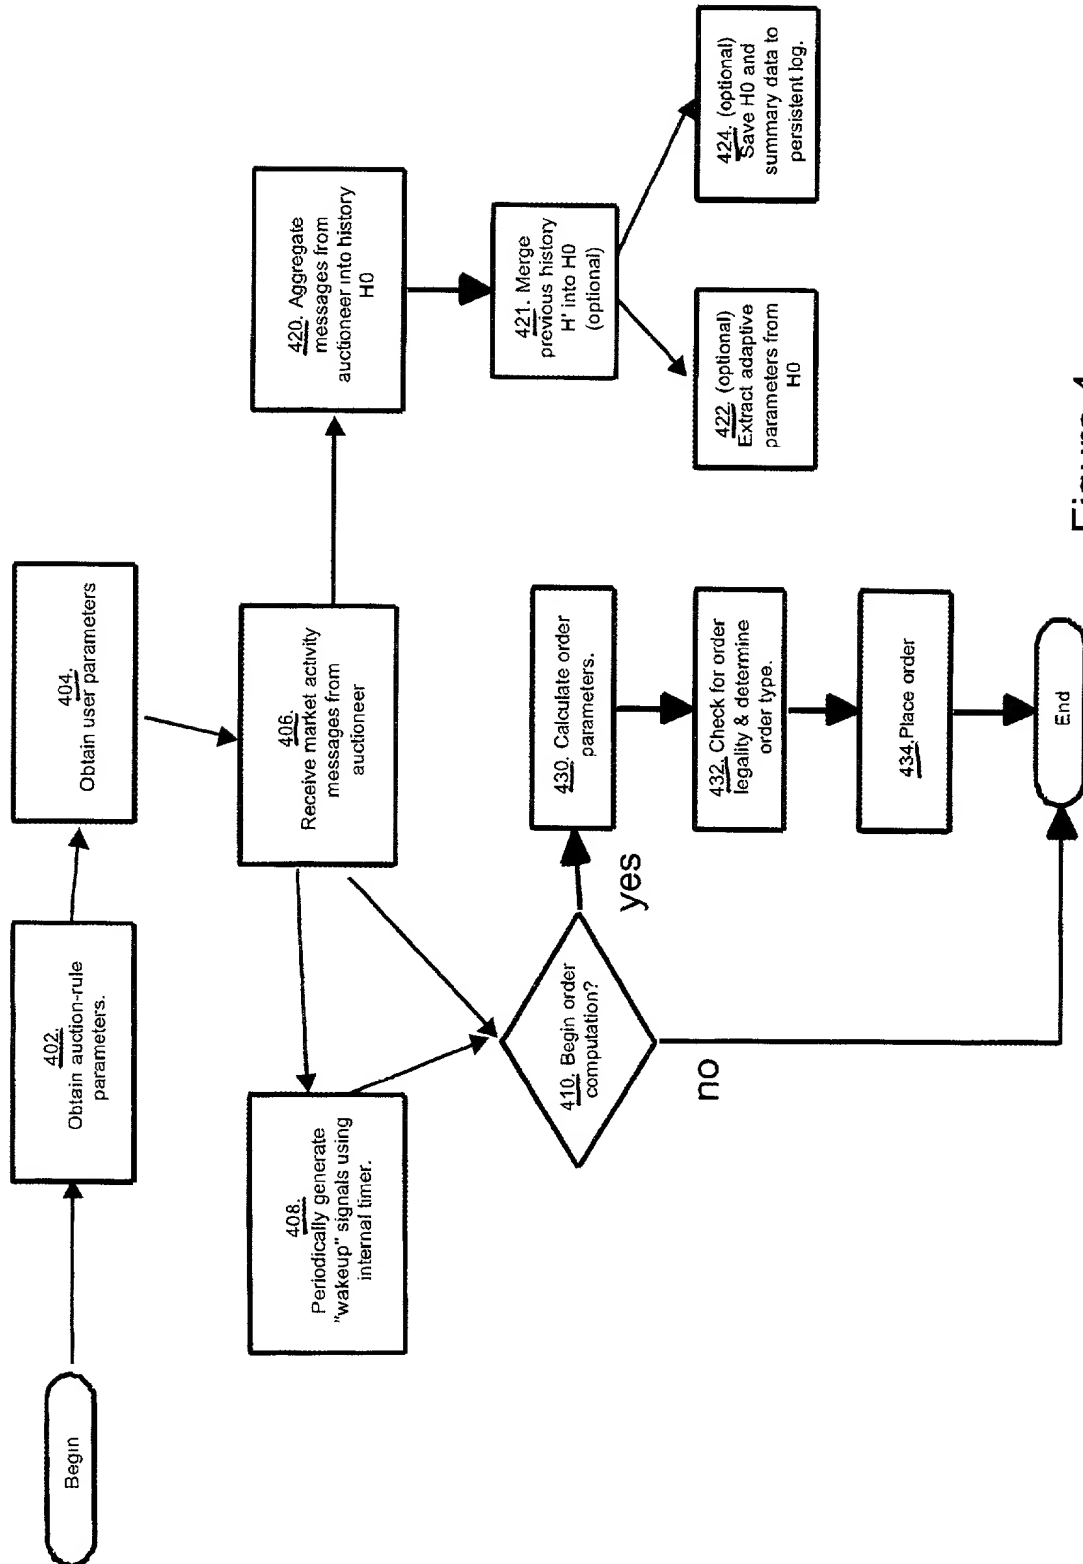 Begin
402.
Obtain auction-rule
parameters.
404.
Obtain user parameters
406.
Receive market activity
messages from
auctioneer
408.
Periodically generate
"wakeup" signals using
internal timer.
410. Begin order
computation?
yes
no
420. Aggregate
messages from
auctioneer into history
H0
421. Merge
previous history
H' into H0
(optional)
422. (optional)
Extract adaptive
parameters from
H0
424. (optional)
Save H0 and
summary data to
persistent log.
430. Calculate order
parameters.
432. Check for order
legality & determine
order type.
434. Place order
End